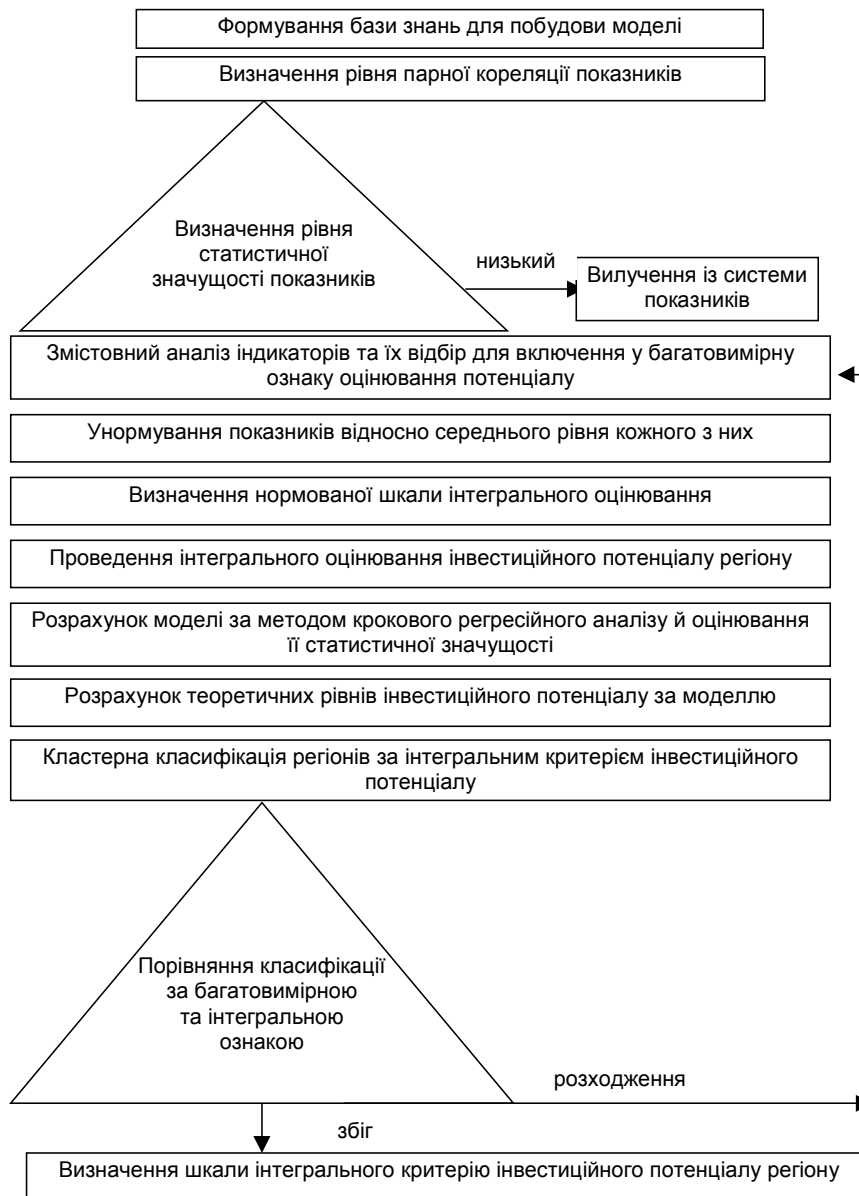 Формування бази знань для побудови моделі
Визначення рівня парної кореляції показників
Визначення рівня
статистичної
значущості показників
низький
Вилучення із системи
показників
Змістовний аналіз індикаторів та їх відбір для включення у багатовимірну
ознаку оцінювання потенціалу
Унормування показників відносно середнього рівня кожного з них
Визначення нормованої шкали інтегрального оцінювання
Проведення інтегрального оцінювання інвестиційного потенціалу регіону
Розрахунок моделі за методом крокового регресійного аналізу й оцінювання
її статистичної значущості
Розрахунок теоретичних рівнів інвестиційного потенціалу за моделлю
Кластерна класифікація регіонів за інтегральним критерієм інвестиційного
потенціалу
Порівняння класифікації
за багатовимірною
та інтегральною
ознакою
розходження
збіг
Визначення шкали інтегрального критерію інвестиційного потенціалу регіону